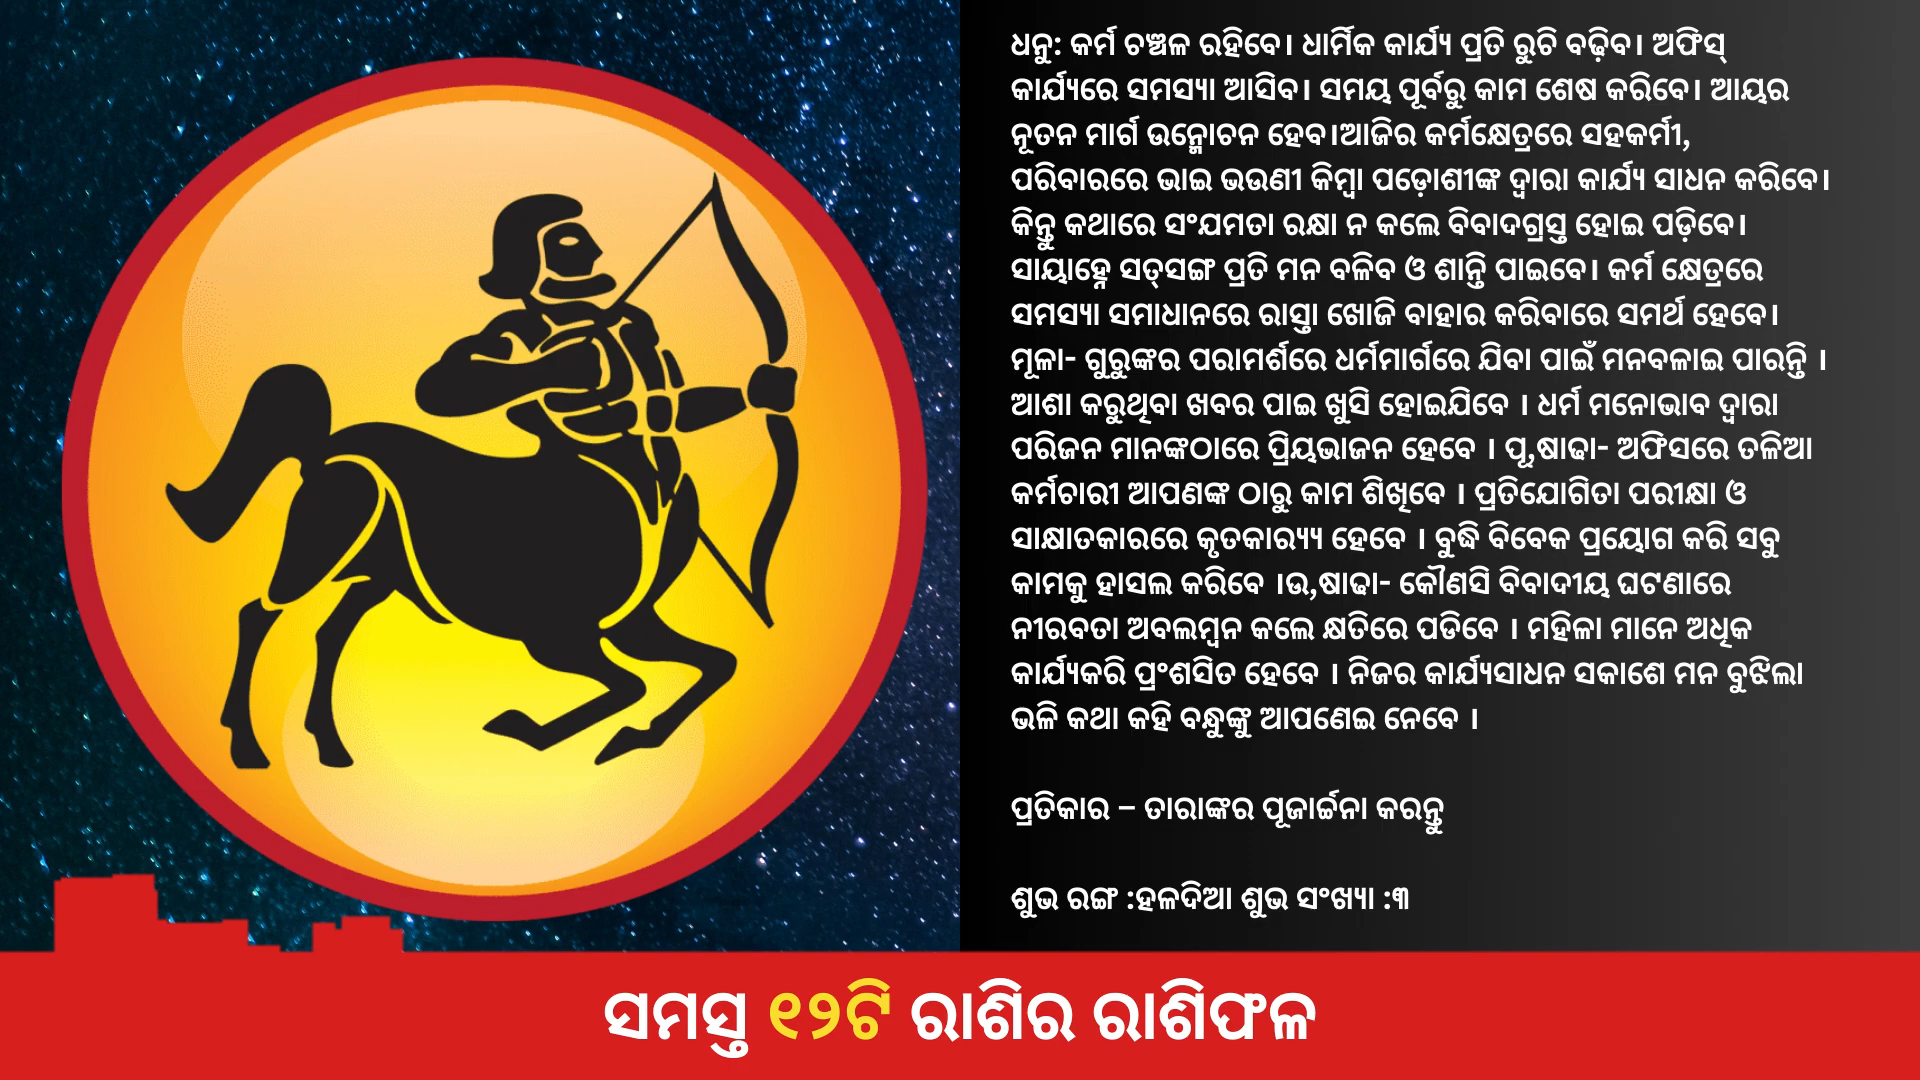 ଧନୁ: କର୍ମ ଚଞ୍ଚଳ ରହିବେ। ଧାର୍ମିକ କାର୍ଯ୍ୟ ପ୍ରତି ରୁଚି ବଢ଼ିବ। ଅଫିସ୍
କାର୍ଯ୍ୟରେ ସମସ୍ୟା ଆସିବ। ସମୟ ପୂର୍ବରୁ କାମ ଶେଷ କରିବେ। ଆୟର
ନୂତନ ମାର୍ଗ ଉନ୍ମୋଚନ ହେବ।ଆଜିର କର୍ମକ୍ଷେତ୍ରରେ ସହକର୍ମୀ,
ପରିବାରରେ ଭାଇ ଭଉଣୀ କିମ୍ବା ପଡ଼ୋଶୀଙ୍କ ଦ୍ୱାରା କାର୍ଯ୍ୟ ସାଧନ କରିବେ।
କିନ୍ତୁ କଥାରେ ସଂଯମତା ରକ୍ଷା ନ କଲେ ବିବାଦଗ୍ରସ୍ତ ହୋଇ ପଡ଼ିବେ।
ସାୟାହ୍ନେ ସତ୍‌ସଙ୍ଗ ପ୍ରତି ମନ ବଳିବ ଓ ଶାନ୍ତି ପାଇବେ। କର୍ମ କ୍ଷେତ୍ରରେ
ସମସ୍ୟା ସମାଧାନରେ ରାସ୍ତା ଖୋଜି ବାହାର କରିବାରେ ସମର୍ଥ ହେବେ।
ମୂଳା- ଗୁରୁଙ୍କର ପରାମର୍ଶରେ ଧର୍ମମାର୍ଗରେ ଯିବା ପାଇଁ ମନବଳାଇ ପାରନ୍ତି ।
ଆଶା କରୁଥିବା ଖବର ପାଇ ଖୁସି ହୋଇଯିବେ । ଧର୍ମ ମନୋଭାବ ଦ୍ୱାରା
ପରିଜନ ମାନଙ୍କଠାରେ ପ୍ରିୟଭାଜନ ହେବେ । ପୂ,ଷାଢା- ଅଫିସରେ ତଳିଆ
କର୍ମଚାରୀ ଆପଣଙ୍କ ଠାରୁ କାମ ଶିଖିବେ । ପ୍ରତିଯୋଗିତା ପରୀକ୍ଷା ଓ
ସାକ୍ଷାତକାରରେ କୃତକାର‌୍ୟ୍ୟ ହେବେ । ବୁଦ୍ଧି ବିବେକ ପ୍ରୟୋଗ କରି ସବୁ
କାମକୁ ହାସଲ କରିବେ ।ଉ,ଷାଢା- କୌଣସି ବିବାଦୀୟ ଘଟଣାରେ
ନୀରବତା ଅବଲମ୍ବନ କଲେ କ୍ଷତିରେ ପଡିବେ । ମହିଳା ମାନେ ଅଧିକ
କାର୍ଯ୍ୟକରି ପ୍ରଂଶସିତ ହେବେ । ନିଜର କାର୍ଯ୍ୟସାଧନ ସକାଶେ ମନ ବୁଝିଲା
ଭଳି କଥା କହି ବନ୍ଧୁଙ୍କୁ ଆପଣେଇ ନେବେ ।
ପ୍ରତିକାର – ତାରାଙ୍କର ପୂଜାର୍ଚ୍ଚନା କରନ୍ତୁ
ଶୁଭ ରଙ୍ଗ :ହଳଦିଆ ଶୁଭ ସଂଖ୍ୟା :୩
ସମସ୍ତ ୧୨ଟି ରାଶିର ରାଶିଫଳ